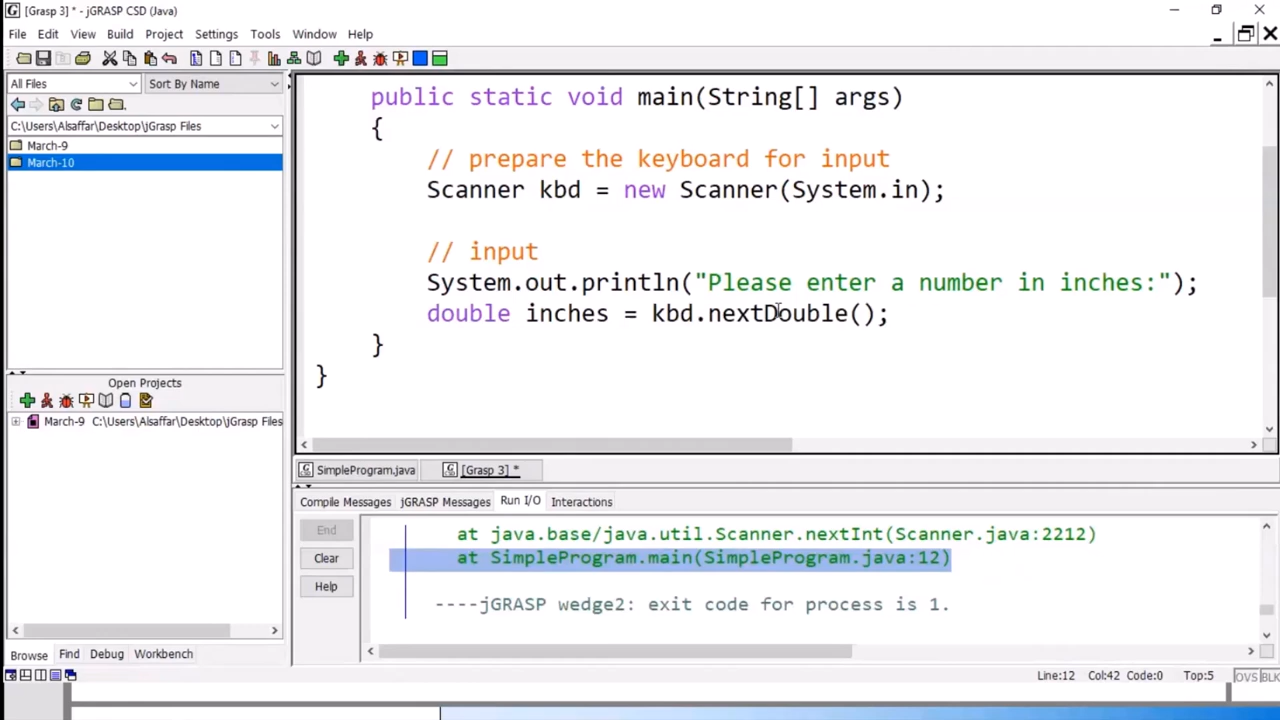 [Grasp 3] * - jGRASP CSD (Java)
File Edit View Build Project Settings Tools Window Help
All Files Sort By Name
C:\Users\Alsaffar\Desktop\jGrasp Files
March-9
March-10
Open Projects
March-9 C:\Users\Alsaffar\Desktop\jGrasp Files
Browse Find Debug Workbench
public static void main(String[] args)
{
// prepare the keyboard for input
Scanner kbd = new Scanner(System.in);
// input
System.out.println("Please enter a number in inches:");
double inches = kbd.nextDouble();
}
}
SimpleProgram.java [Grasp 3] *
Compile Messages jGRASP Messages Run I/O Interactions
End
Clear
Help
at java.base/java.util.Scanner.nextInt(Scanner.java:2212)
at SimpleProgram.main(SimpleProgram.java:12)
----jGRASP wedge2: exit code for process is 1.
Line:12 Col:42 Code:0 Top:5 OVS BLK